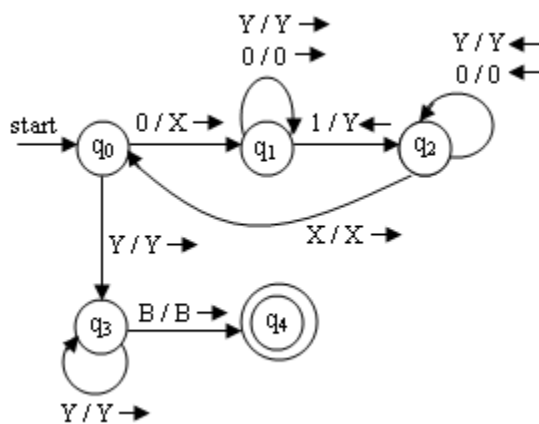 Y / Y →
0 / 0 →
Y / Y ←
0 / 0 ←
start
0 / X →
1 / Y ←
q0
q1
q2
X / X →
Y / Y →
B / B →
q3
q4
Y / Y →